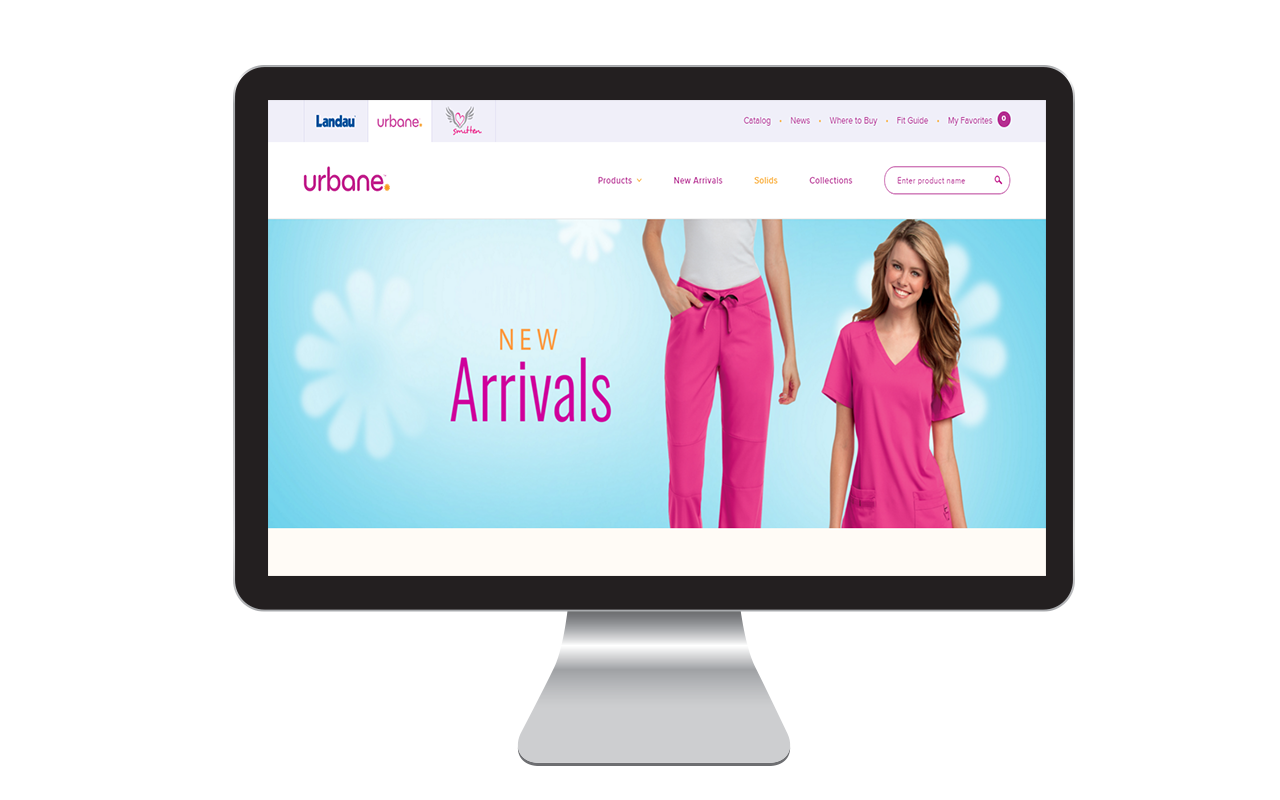 Landau urbane smitten Catalog • News • Where to Buy • Fit Guide • My Favorites 0
urbane Products New Arrivals Solids Collections Enter product name
NEW
Arrivals